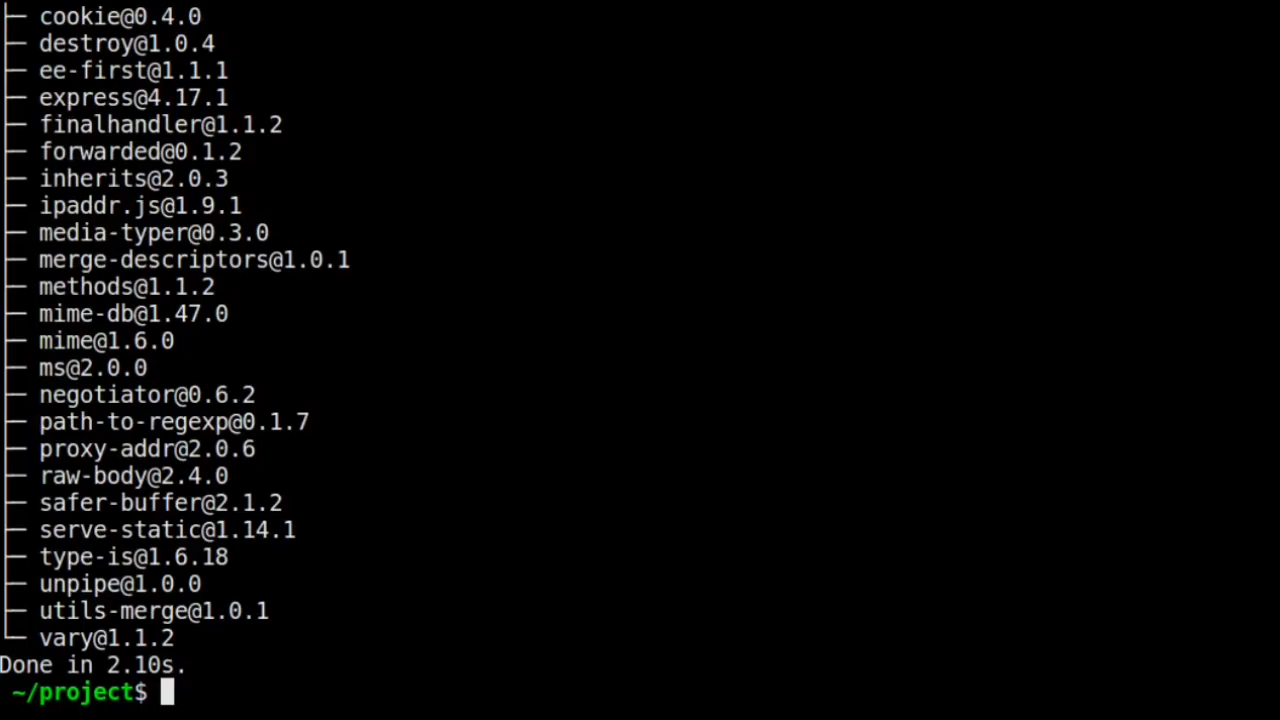 ├─ cookie@0.4.0
├─ destroy@1.0.4
├─ ee-first@1.1.1
├─ express@4.17.1
├─ finalhandler@1.1.2
├─ forwarded@0.1.2
├─ inherits@2.0.3
├─ ipaddr.js@1.9.1
├─ media-typer@0.3.0
├─ merge-descriptors@1.0.1
├─ methods@1.1.2
├─ mime-db@1.47.0
├─ mime@1.6.0
├─ ms@2.0.0
├─ negotiator@0.6.2
├─ path-to-regexp@0.1.7
├─ proxy-addr@2.0.6
├─ raw-body@2.4.0
├─ safer-buffer@2.1.2
├─ serve-static@1.14.1
├─ type-is@1.6.18
├─ unpipe@1.0.0
├─ utils-merge@1.0.1
└─ vary@1.1.2
Done in 2.10s.
~/project$